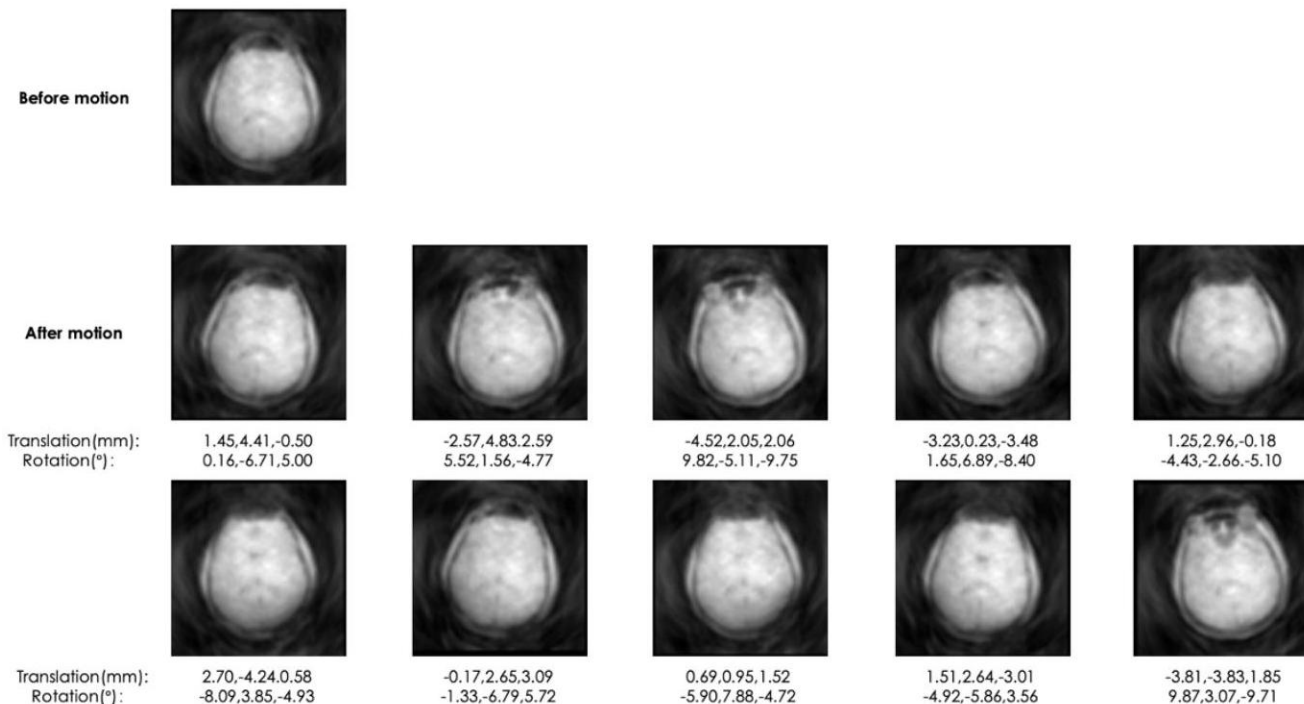 Before motion
After motion
Translation(mm): 1.45,4.41,-0.50 -2.57,4.83,2.59 -4.52,2.05,2.06 -3.23,0.23,-3.48 1.25,2.96,-0.18
Rotation(°): 0.16,-6.71,5.00 5.52,1.56,-4.77 9.82,-5.11,-9.75 1.65,6.89,-8.40 -4.43,-2.66.-5.10
Translation(mm): 2.70,-4.24.0.58 -0.17,2.65,3.09 0.69,0.95,1.52 1.51,2.64,-3.01 -3.81,-3.83,1.85
Rotation(°): -8.09,3.85,-4.93 -1.33,-6.79,5.72 -5.90,7.88,-4.72 -4.92,-5.86,3.56 9.87,3.07,-9.71